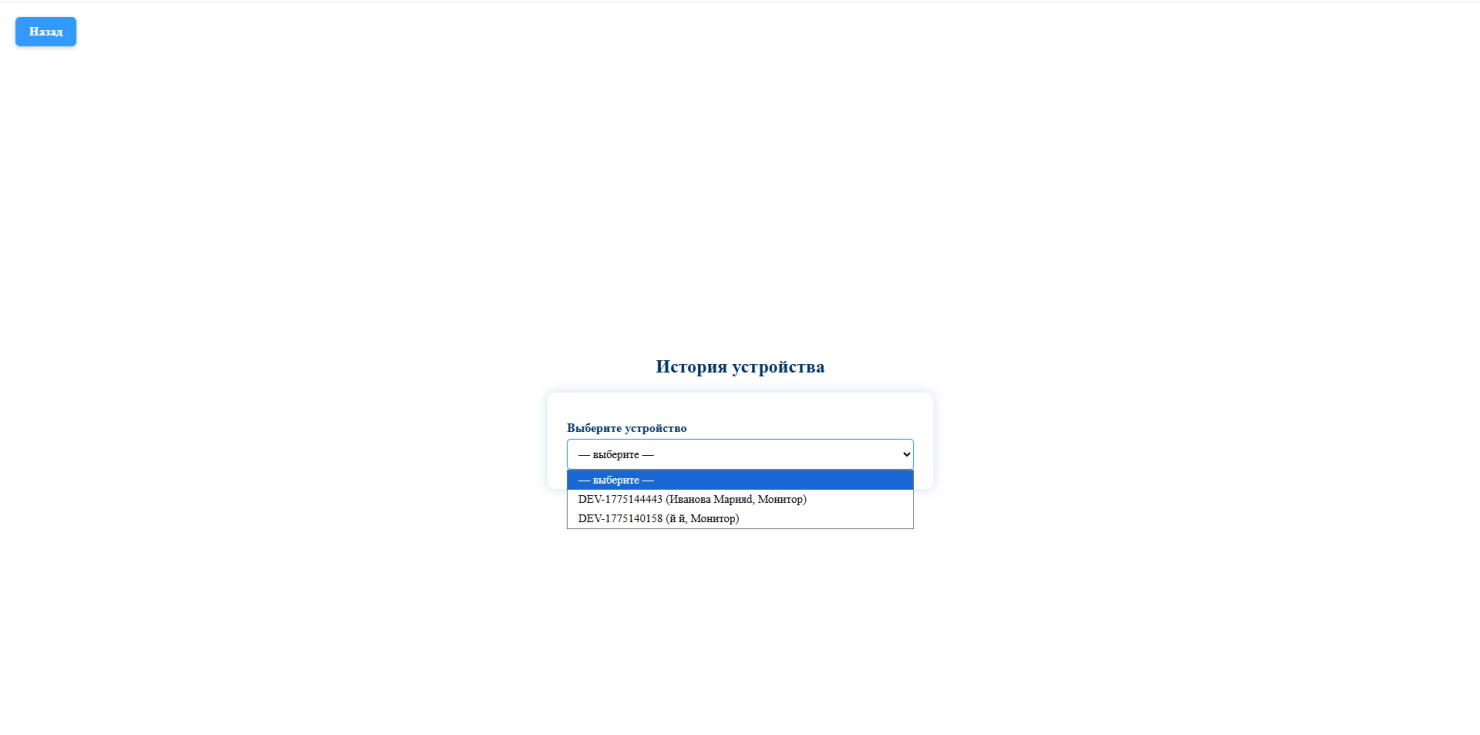 Назад
История устройства
Выберите устройство
— выберите —
— выберите —
DEV-1775144443 (Иванова Марияd, Монитор)
DEV-1775140158 (й й, Монитор)